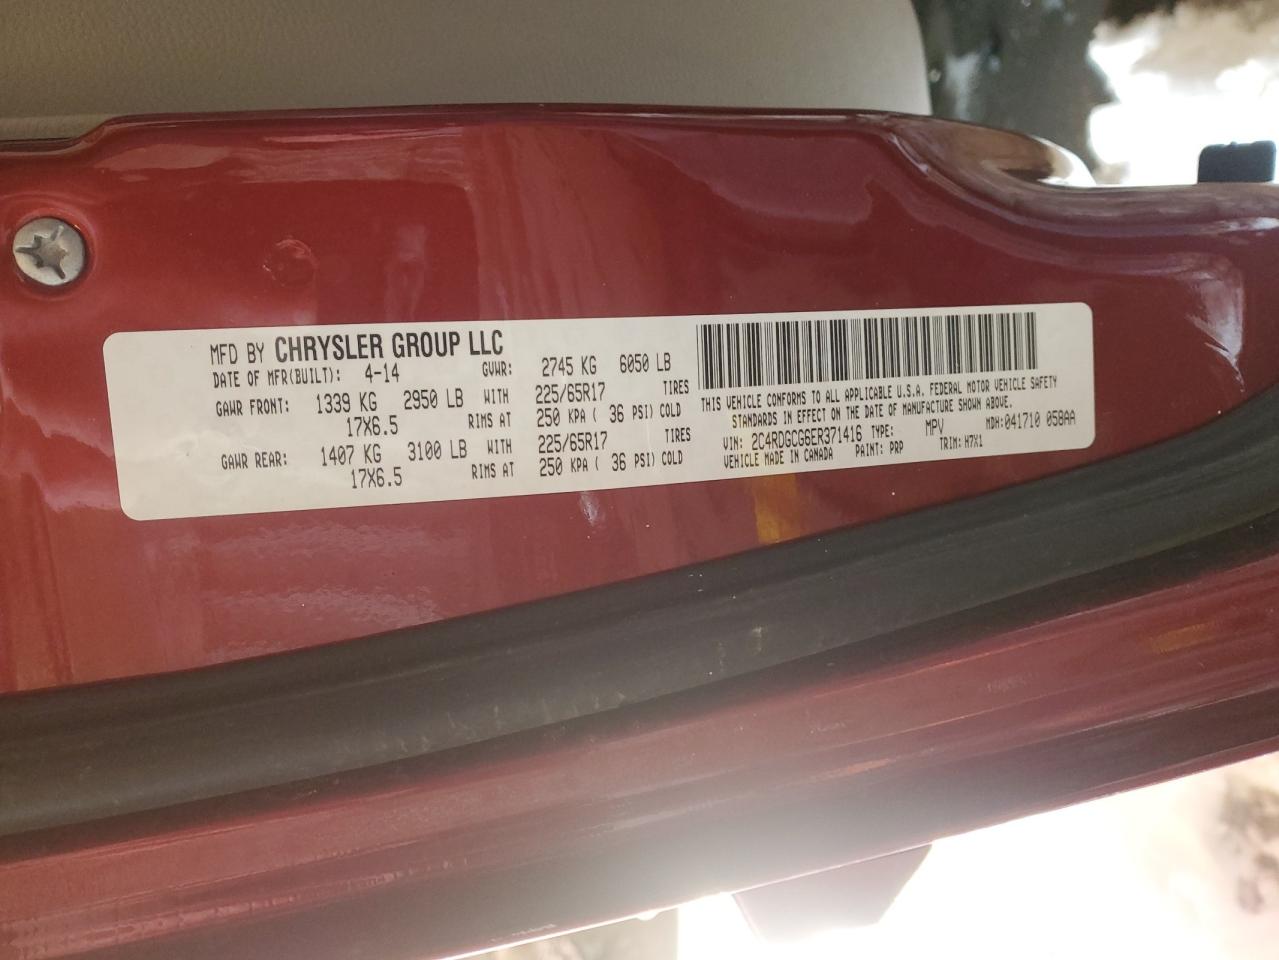 MFD BY CHRYSLER GROUP LLC
DATE OF MFR(BUILT): 4-14 GVWR: 2745 KG 6050 LB
GAWR FRONT: 1339 KG 2950 LB WITH 225/65R17 TIRES
17X6.5 RIMS AT 250 KPA ( 36 PSI) COLD
GAWR REAR: 1407 KG 3100 LB WITH 225/65R17 TIRES
17X6.5 RIMS AT 250 KPA ( 36 PSI) COLD
THIS VEHICLE CONFORMS TO ALL APPLICABLE U.S.A. FEDERAL MOTOR VEHICLE SAFETY
STANDARDS IN EFFECT ON THE DATE OF MANUFACTURE SHOWN ABOVE.
VIN: 2C4RDGCG6ER371416 TYPE: MPV MDH:041710 058AA
VEHICLE MADE IN CANADA PAINT: PRP TRIM: H7X1